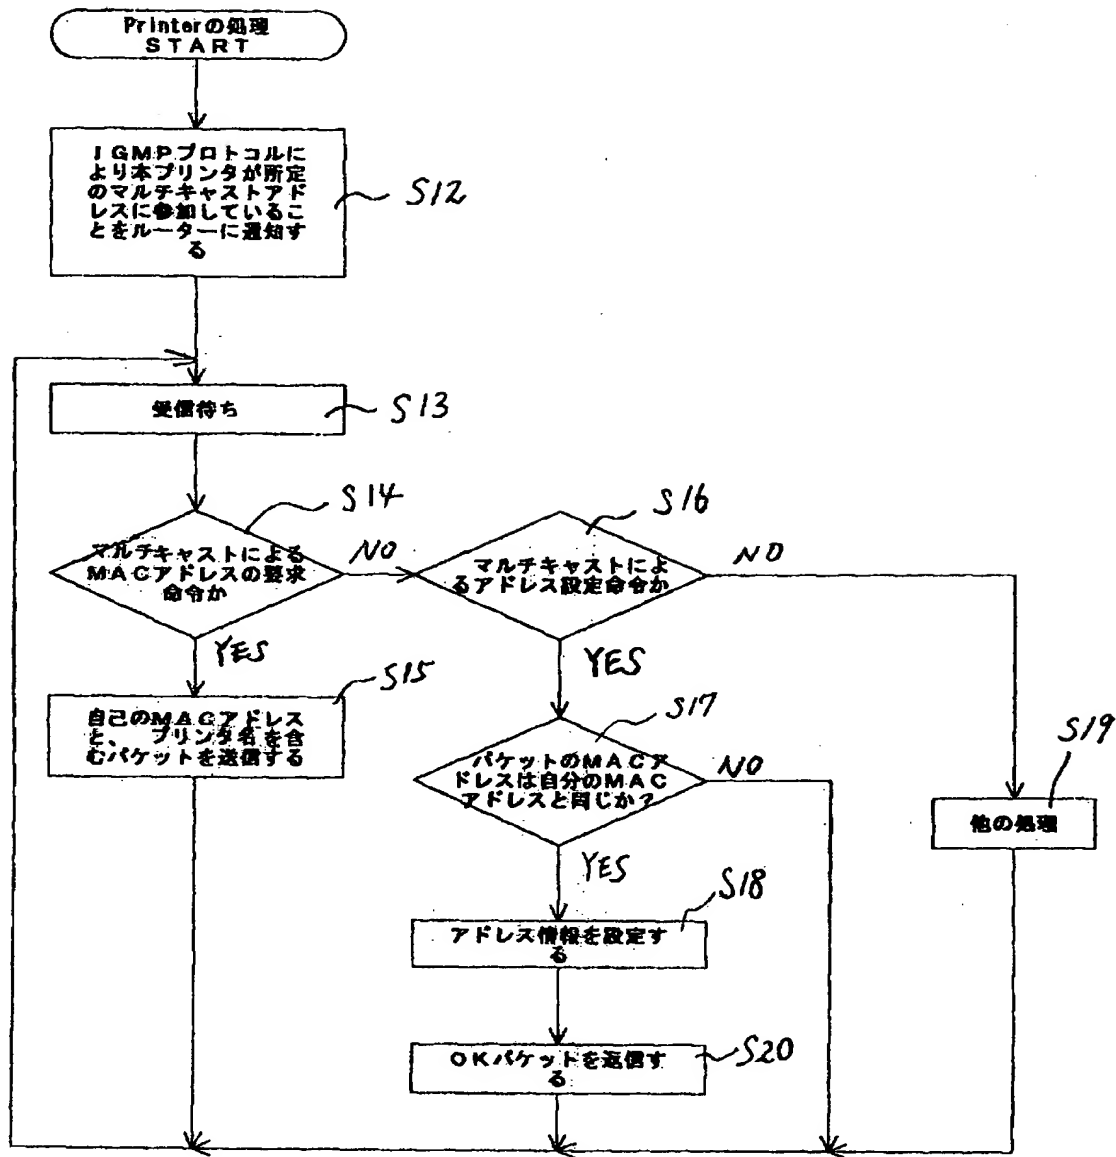 Printerの処理
START
IGMPプロトコルに
より本プリンタが所定
のマルチキャストアド
レスに参加しているこ
とをルーターに通知す
る
S12
受信待ち
S13
S14
マルチキャストによる
MACアドレスの要求
命令か
NO
YES
S16
マルチキャストによ
るアドレス設定命令か
NO
YES
S15
自己のMACアドレス
と、 プリンタ名を含
むパケットを送信する
S17
パケットのMACア
ドレスは自分のMAC
アドレスと同じか?
NO
YES
S19
他の処理
S18
アドレス情報を設定す
る
S20
OKパケットを返信す
る